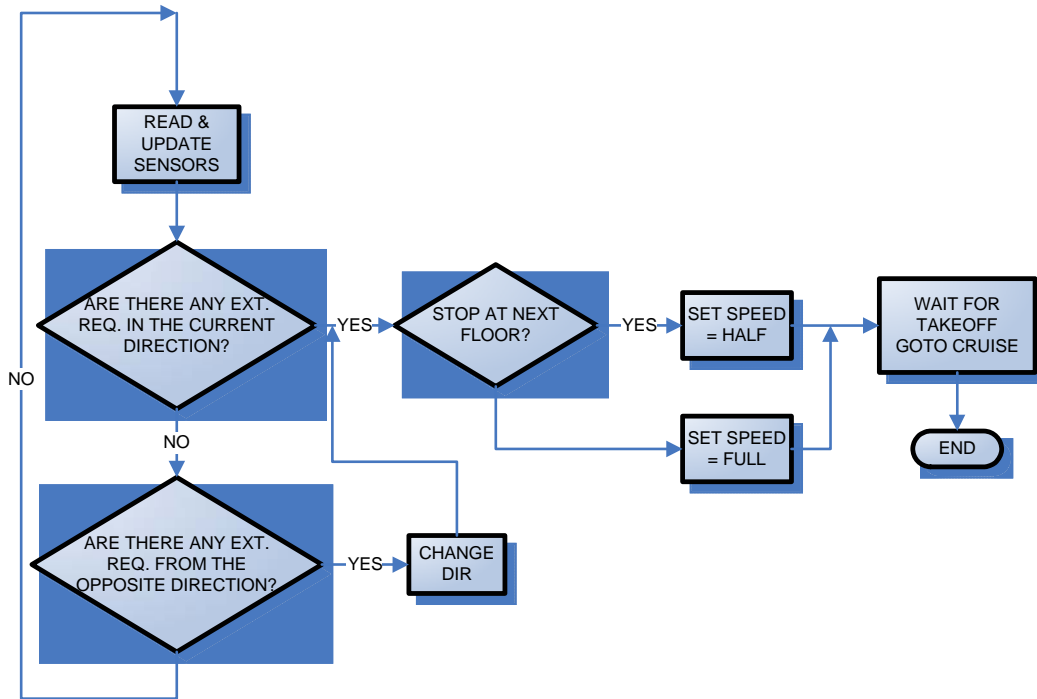 READ &
UPDATE
SENSORS
ARE THERE ANY EXT.
REQ. IN THE CURRENT
DIRECTION?
YES
STOP AT NEXT
FLOOR?
YES
SET SPEED
= HALF
WAIT FOR
TAKEOFF
GOTO CRUISE
NO
NO
SET SPEED
= FULL
END
ARE THERE ANY EXT.
REQ. FROM THE
OPPOSITE DIRECTION?
YES
CHANGE
DIR